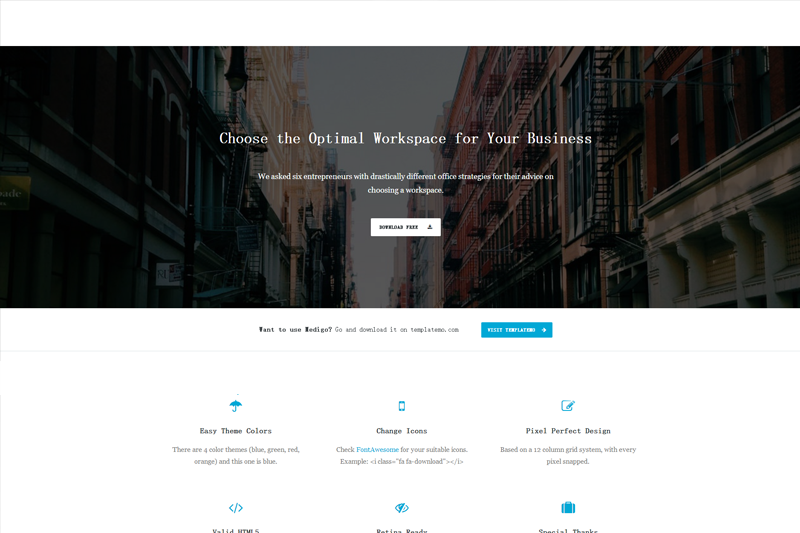 Choose the Optimal Workspace for Your Business
We asked six entrepreneurs with drastically different office strategies for their advice on
choosing a workspace.
DOWNLOAD FREE
Want to use Medigo? Go and download it on templatemo.com
VISIT TEMPLATEMO
Easy Theme Colors
There are 4 color themes (blue, green, red,
orange) and this one is blue.
Change Icons
Check FontAwesome for your suitable icons.
Example: <i class="fa fa-download"></i>
Pixel Perfect Design
Based on a 12 column grid system, with every
pixel snapped.
Valid HTML5
Retina Ready
Special Thanks